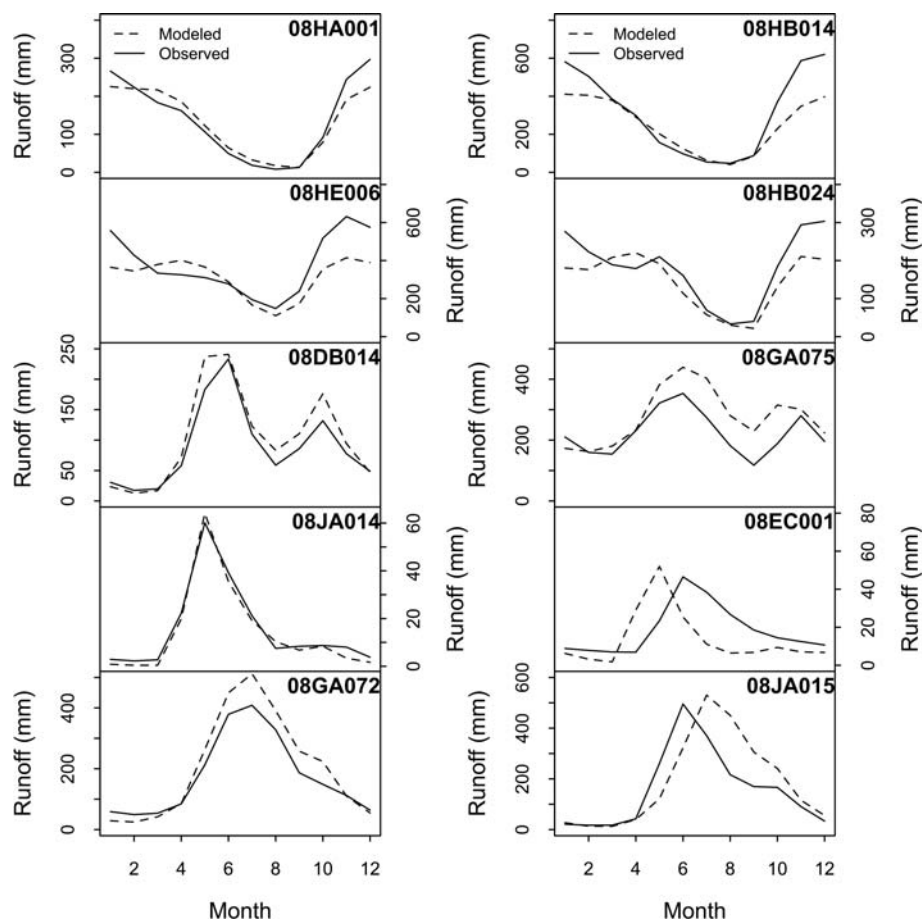 08HA001
Modeled
Observed
Runoff (mm)
0 100 300
08HB014
Modeled
Observed
Runoff (mm)
0 200 400 600
08HE006
Runoff (mm)
0 200 400 600
08HB024
Runoff (mm)
0 100 300
08DB014
Runoff (mm)
0 50 150 250
08GA075
Runoff (mm)
0 200 400
08JA014
Runoff (mm)
0 20 40 60
08EC001
Runoff (mm)
0 20 40 60 80
08GA072
Runoff (mm)
0 200 400
2 4 6 8 10 12
Month
08JA015
Runoff (mm)
0 200 400 600
2 4 6 8 10 12
Month